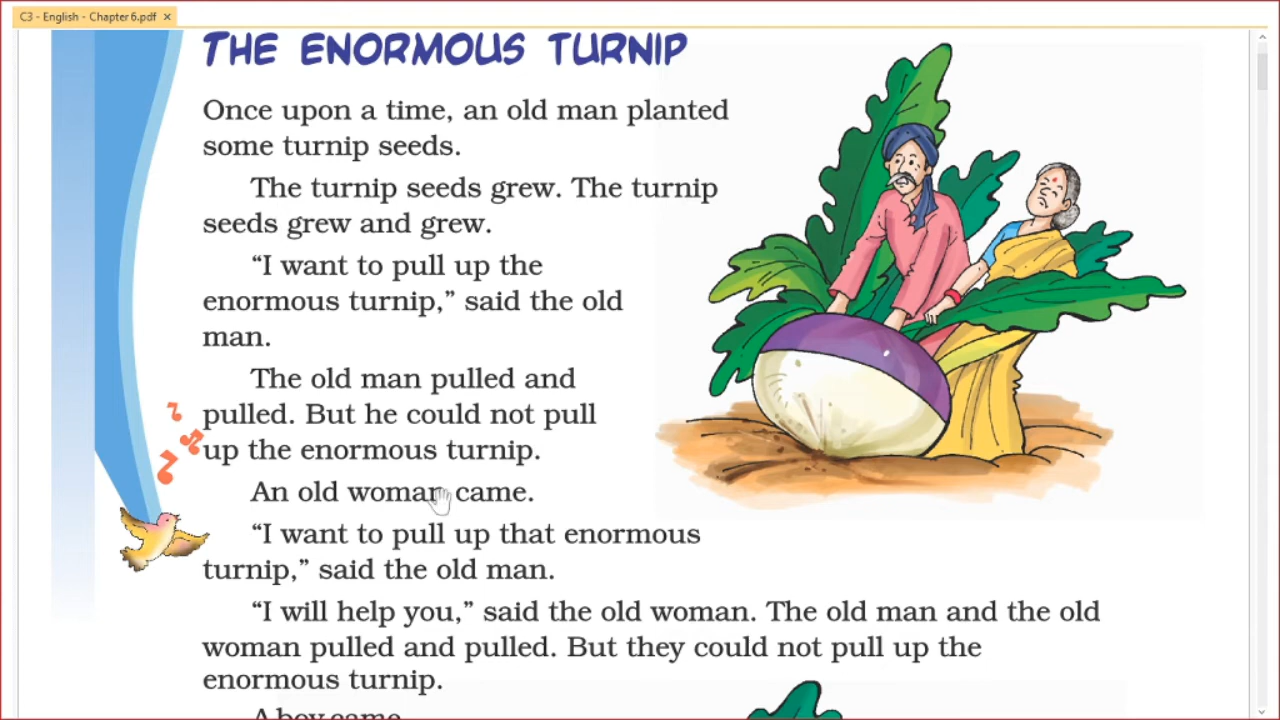 C3 - English - Chapter 6.pdf ×
THE ENORMOUS TURNIP
Once upon a time, an old man planted
some turnip seeds.
The turnip seeds grew. The turnip
seeds grew and grew.
“I want to pull up the
enormous turnip,” said the old
man.
The old man pulled and
pulled. But he could not pull
up the enormous turnip.
An old woman came.
“I want to pull up that enormous
turnip,” said the old man.
“I will help you,” said the old woman. The old man and the old
woman pulled and pulled. But they could not pull up the
enormous turnip.
A boy came